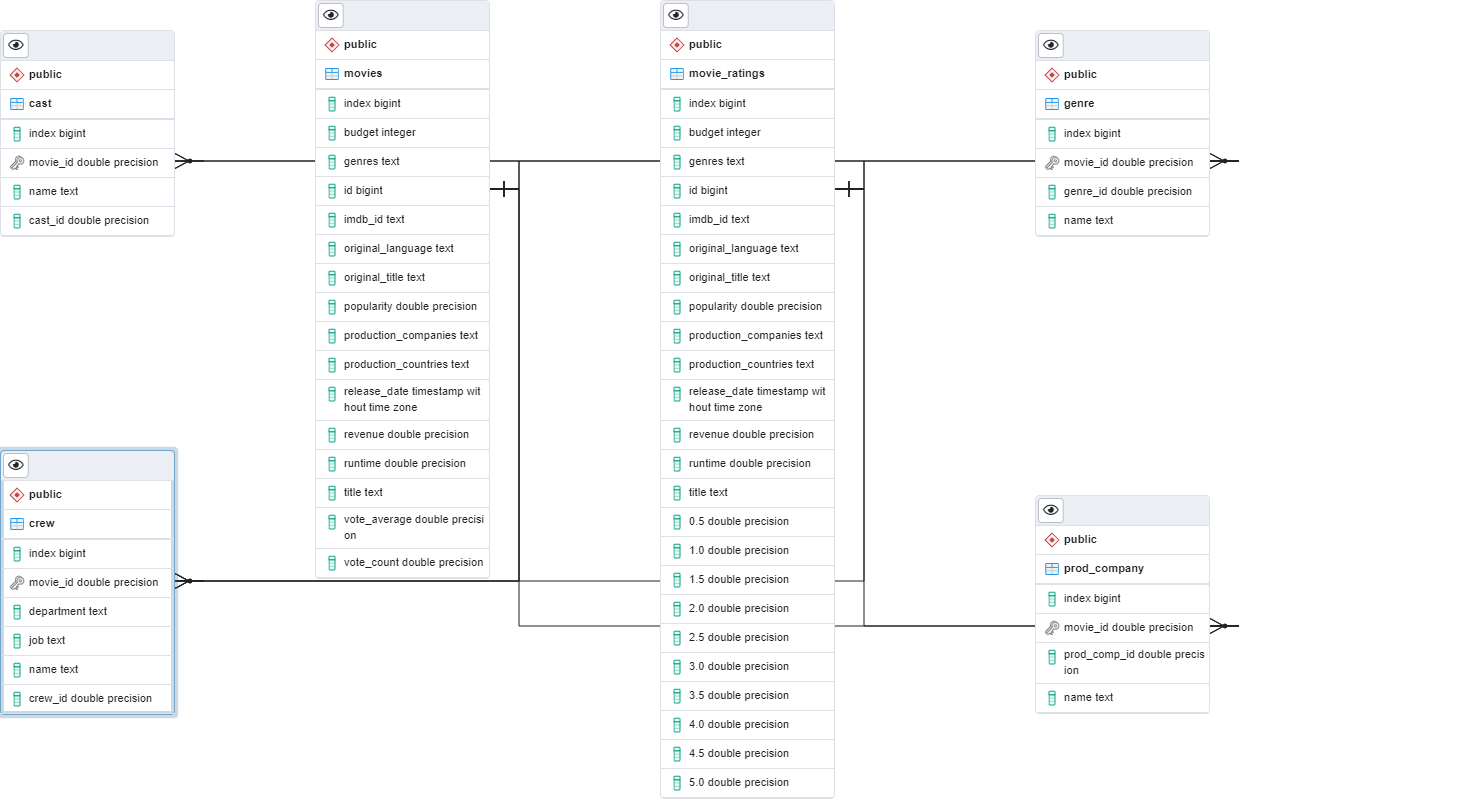 public
cast
index bigint
movie_id double precision
name text
cast_id double precision
public
crew
index bigint
movie_id double precision
department text
job text
name text
crew_id double precision
public
movies
index bigint
budget integer
genres text
id bigint
imdb_id text
original_language text
original_title text
popularity double precision
production_companies text
production_countries text
release_date timestamp wit
hout time zone
revenue double precision
runtime double precision
title text
vote_average double precisi
on
vote_count double precision
public
movie_ratings
index bigint
budget integer
genres text
id bigint
imdb_id text
original_language text
original_title text
popularity double precision
production_companies text
production_countries text
release_date timestamp wit
hout time zone
revenue double precision
runtime double precision
title text
0.5 double precision
1.0 double precision
1.5 double precision
2.0 double precision
2.5 double precision
3.0 double precision
3.5 double precision
4.0 double precision
4.5 double precision
5.0 double precision
public
genre
index bigint
movie_id double precision
genre_id double precision
name text
public
prod_company
index bigint
movie_id double precision
prod_comp_id double precis
ion
name text